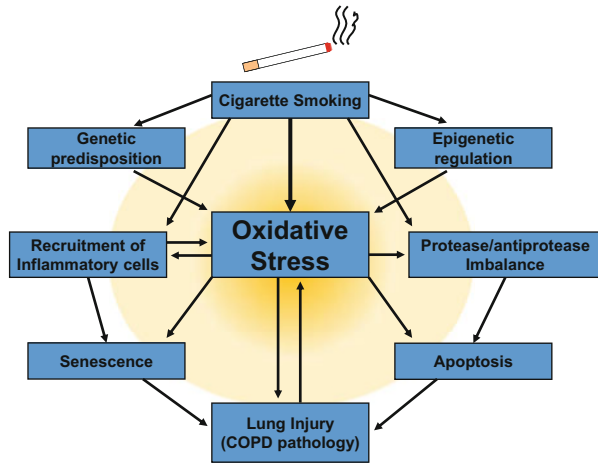 Cigarette Smoking
Genetic
predisposition
Epigenetic
regulation
Recruitment of
Inflammatory cells
Oxidative
Stress
Protease/antiprotease
Imbalance
Senescence
Apoptosis
Lung Injury
(COPD pathology)